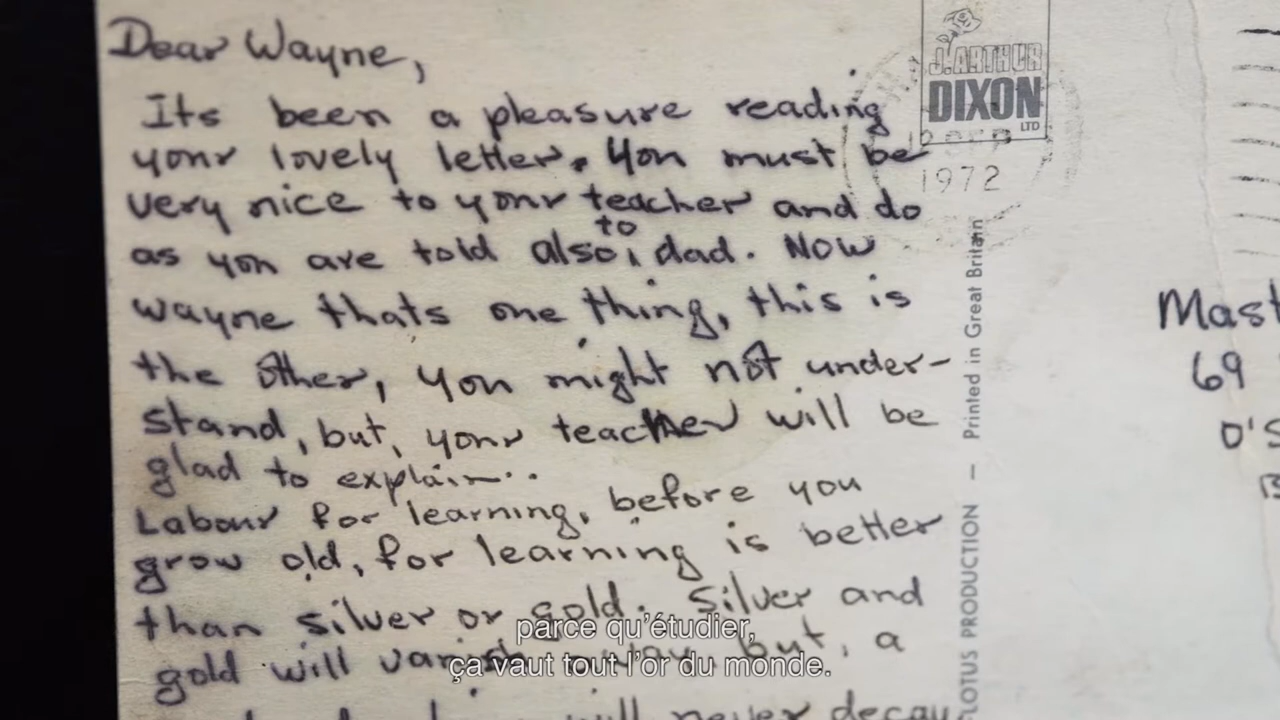 Dear Wayne,
Its been a pleasure reading
your lovely letter. You must be
very nice to your teacher and do
as you are told also, to dad. Now
Wayne thats one thing, this is
the other, you might not under-
stand, but, your teacher will be
glad to explain...
Labour for learning, before you
grow old, for learning is better
than silver or gold. Silver and
gold will vanish away but, a
will never decay
parce qu'étudier,
ça vaut tout l'or du monde.
J. ARTHUR
DIXON
LTD
1972
FLOTUS PRODUCTION — Printed in Great Britain
Mast
69
O'S